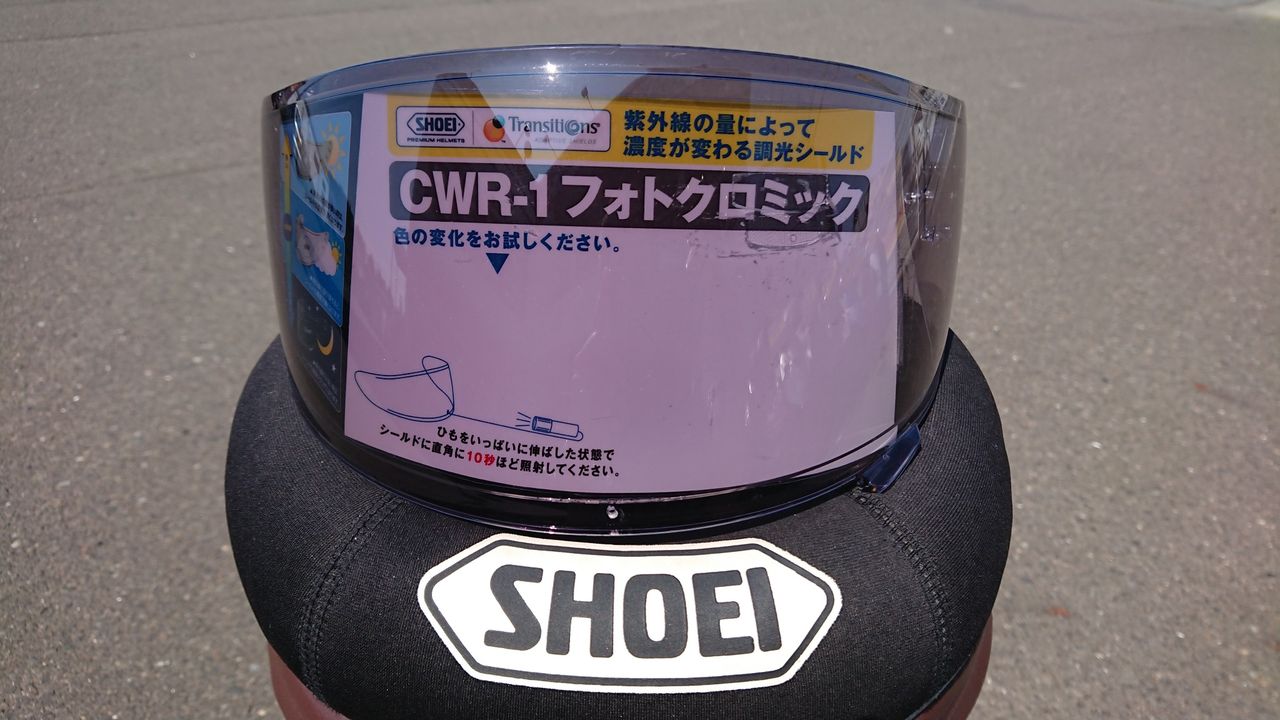 SHOEI
PREMIUM HELMETS
Transitions
紫外線の量によって
濃度が変わる調光シールド
CWR-1フォトクロミック
色の変化をお試しください。
ひもをいっぱいに伸ばした状態で
シールドに直角に10秒ほど照射してください。
SHOEI